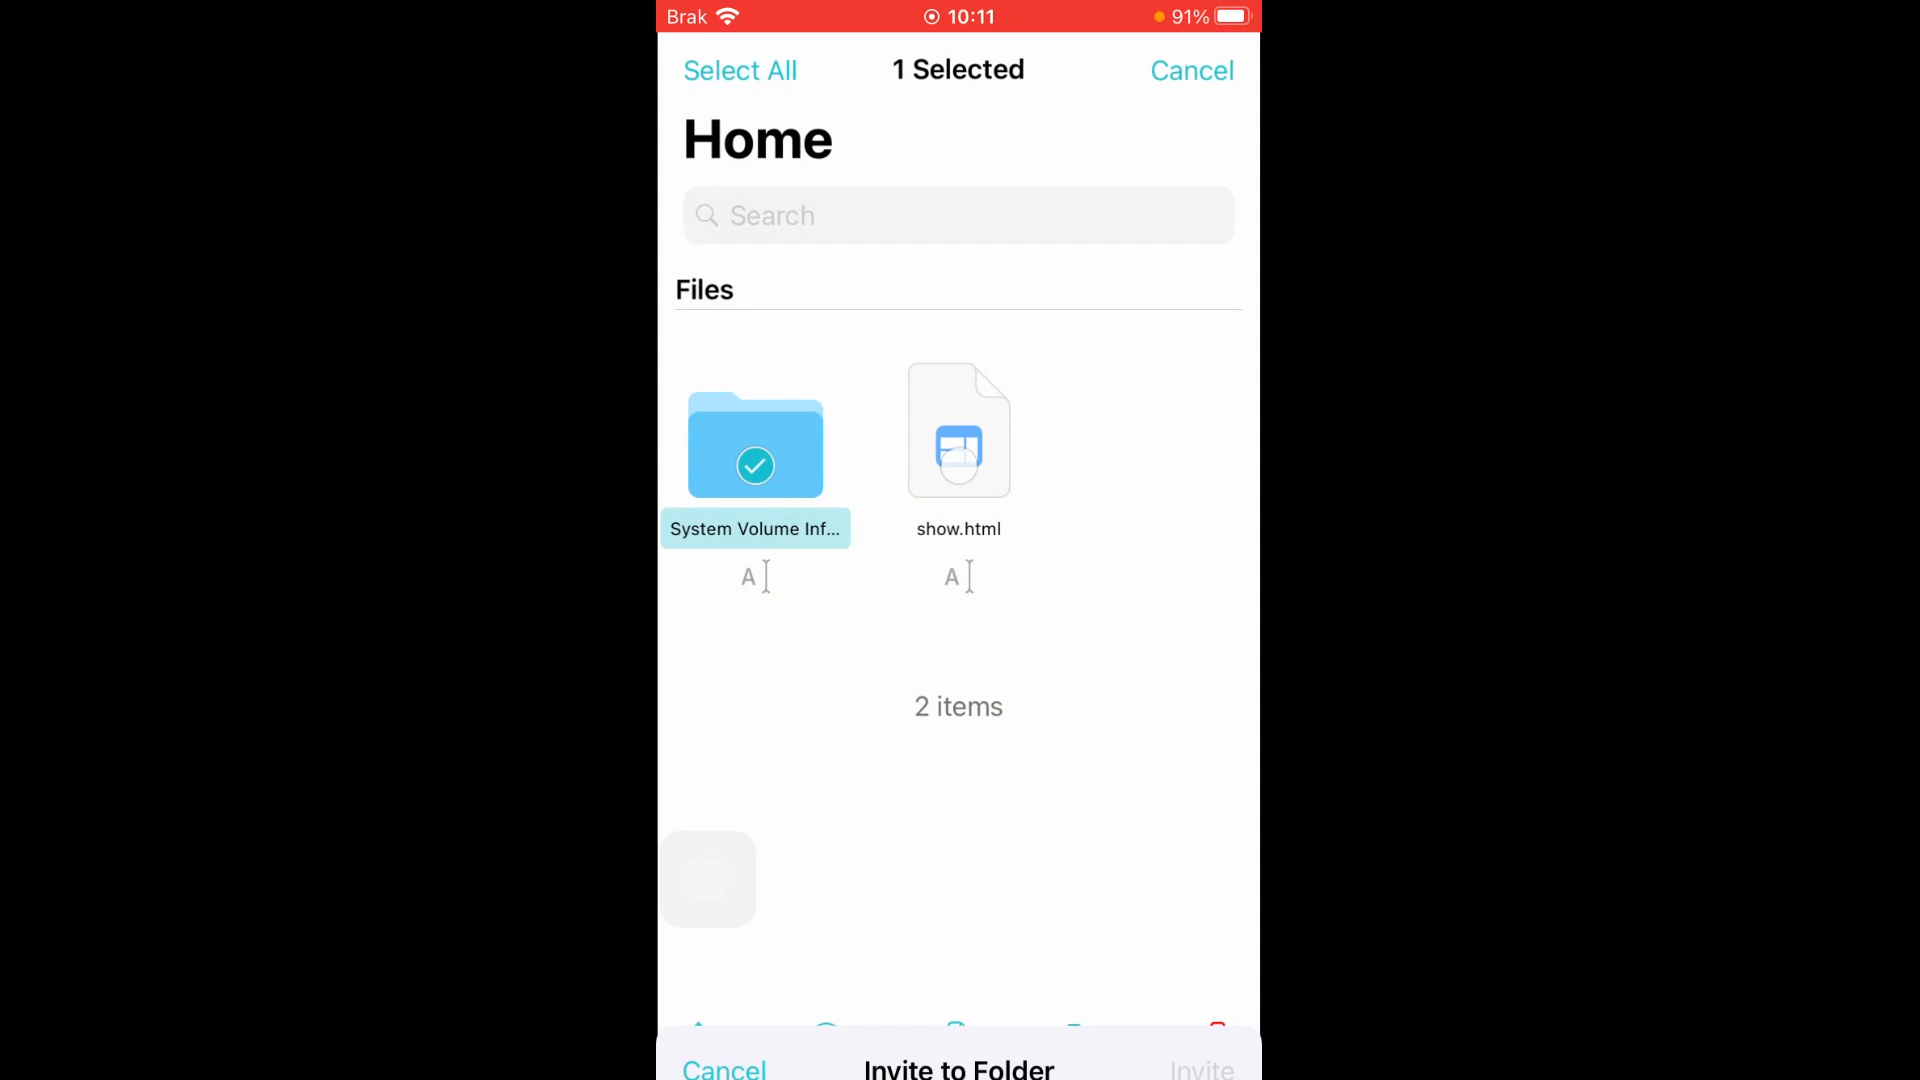 Brak 10:11 91%
Select All 1 Selected Cancel
Home
Search
Files
System Volume Inf... show.html
A A
2 items
Cancel Invite to Folder Invite